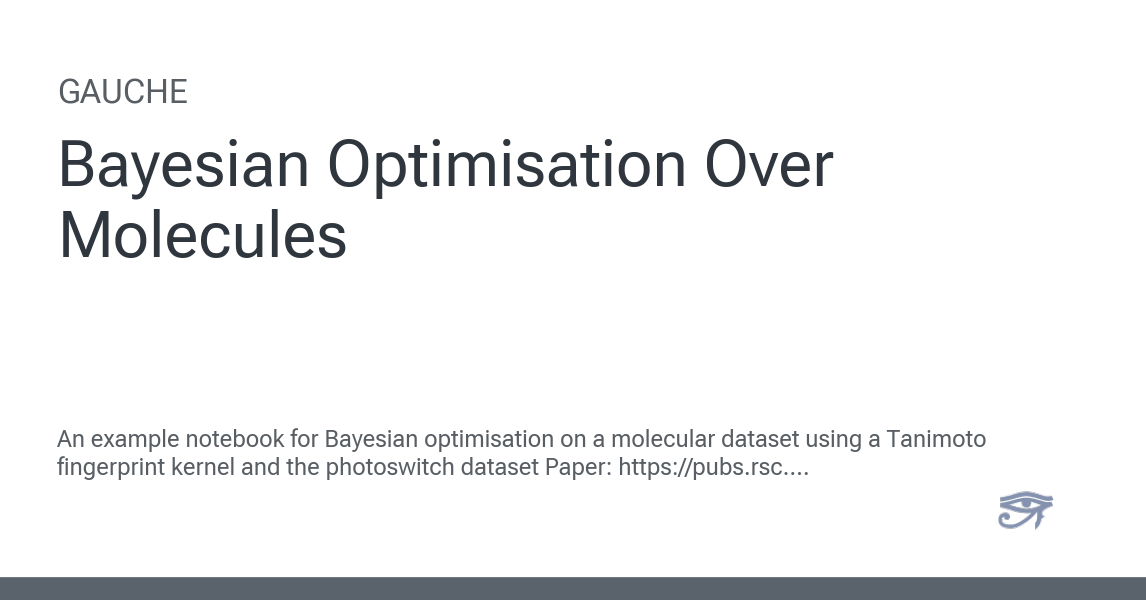 GAUCHE
Bayesian Optimisation Over
Molecules
An example notebook for Bayesian optimisation on a molecular dataset using a Tanimoto
fingerprint kernel and the photoswitch dataset Paper: https://pubs.rsc....